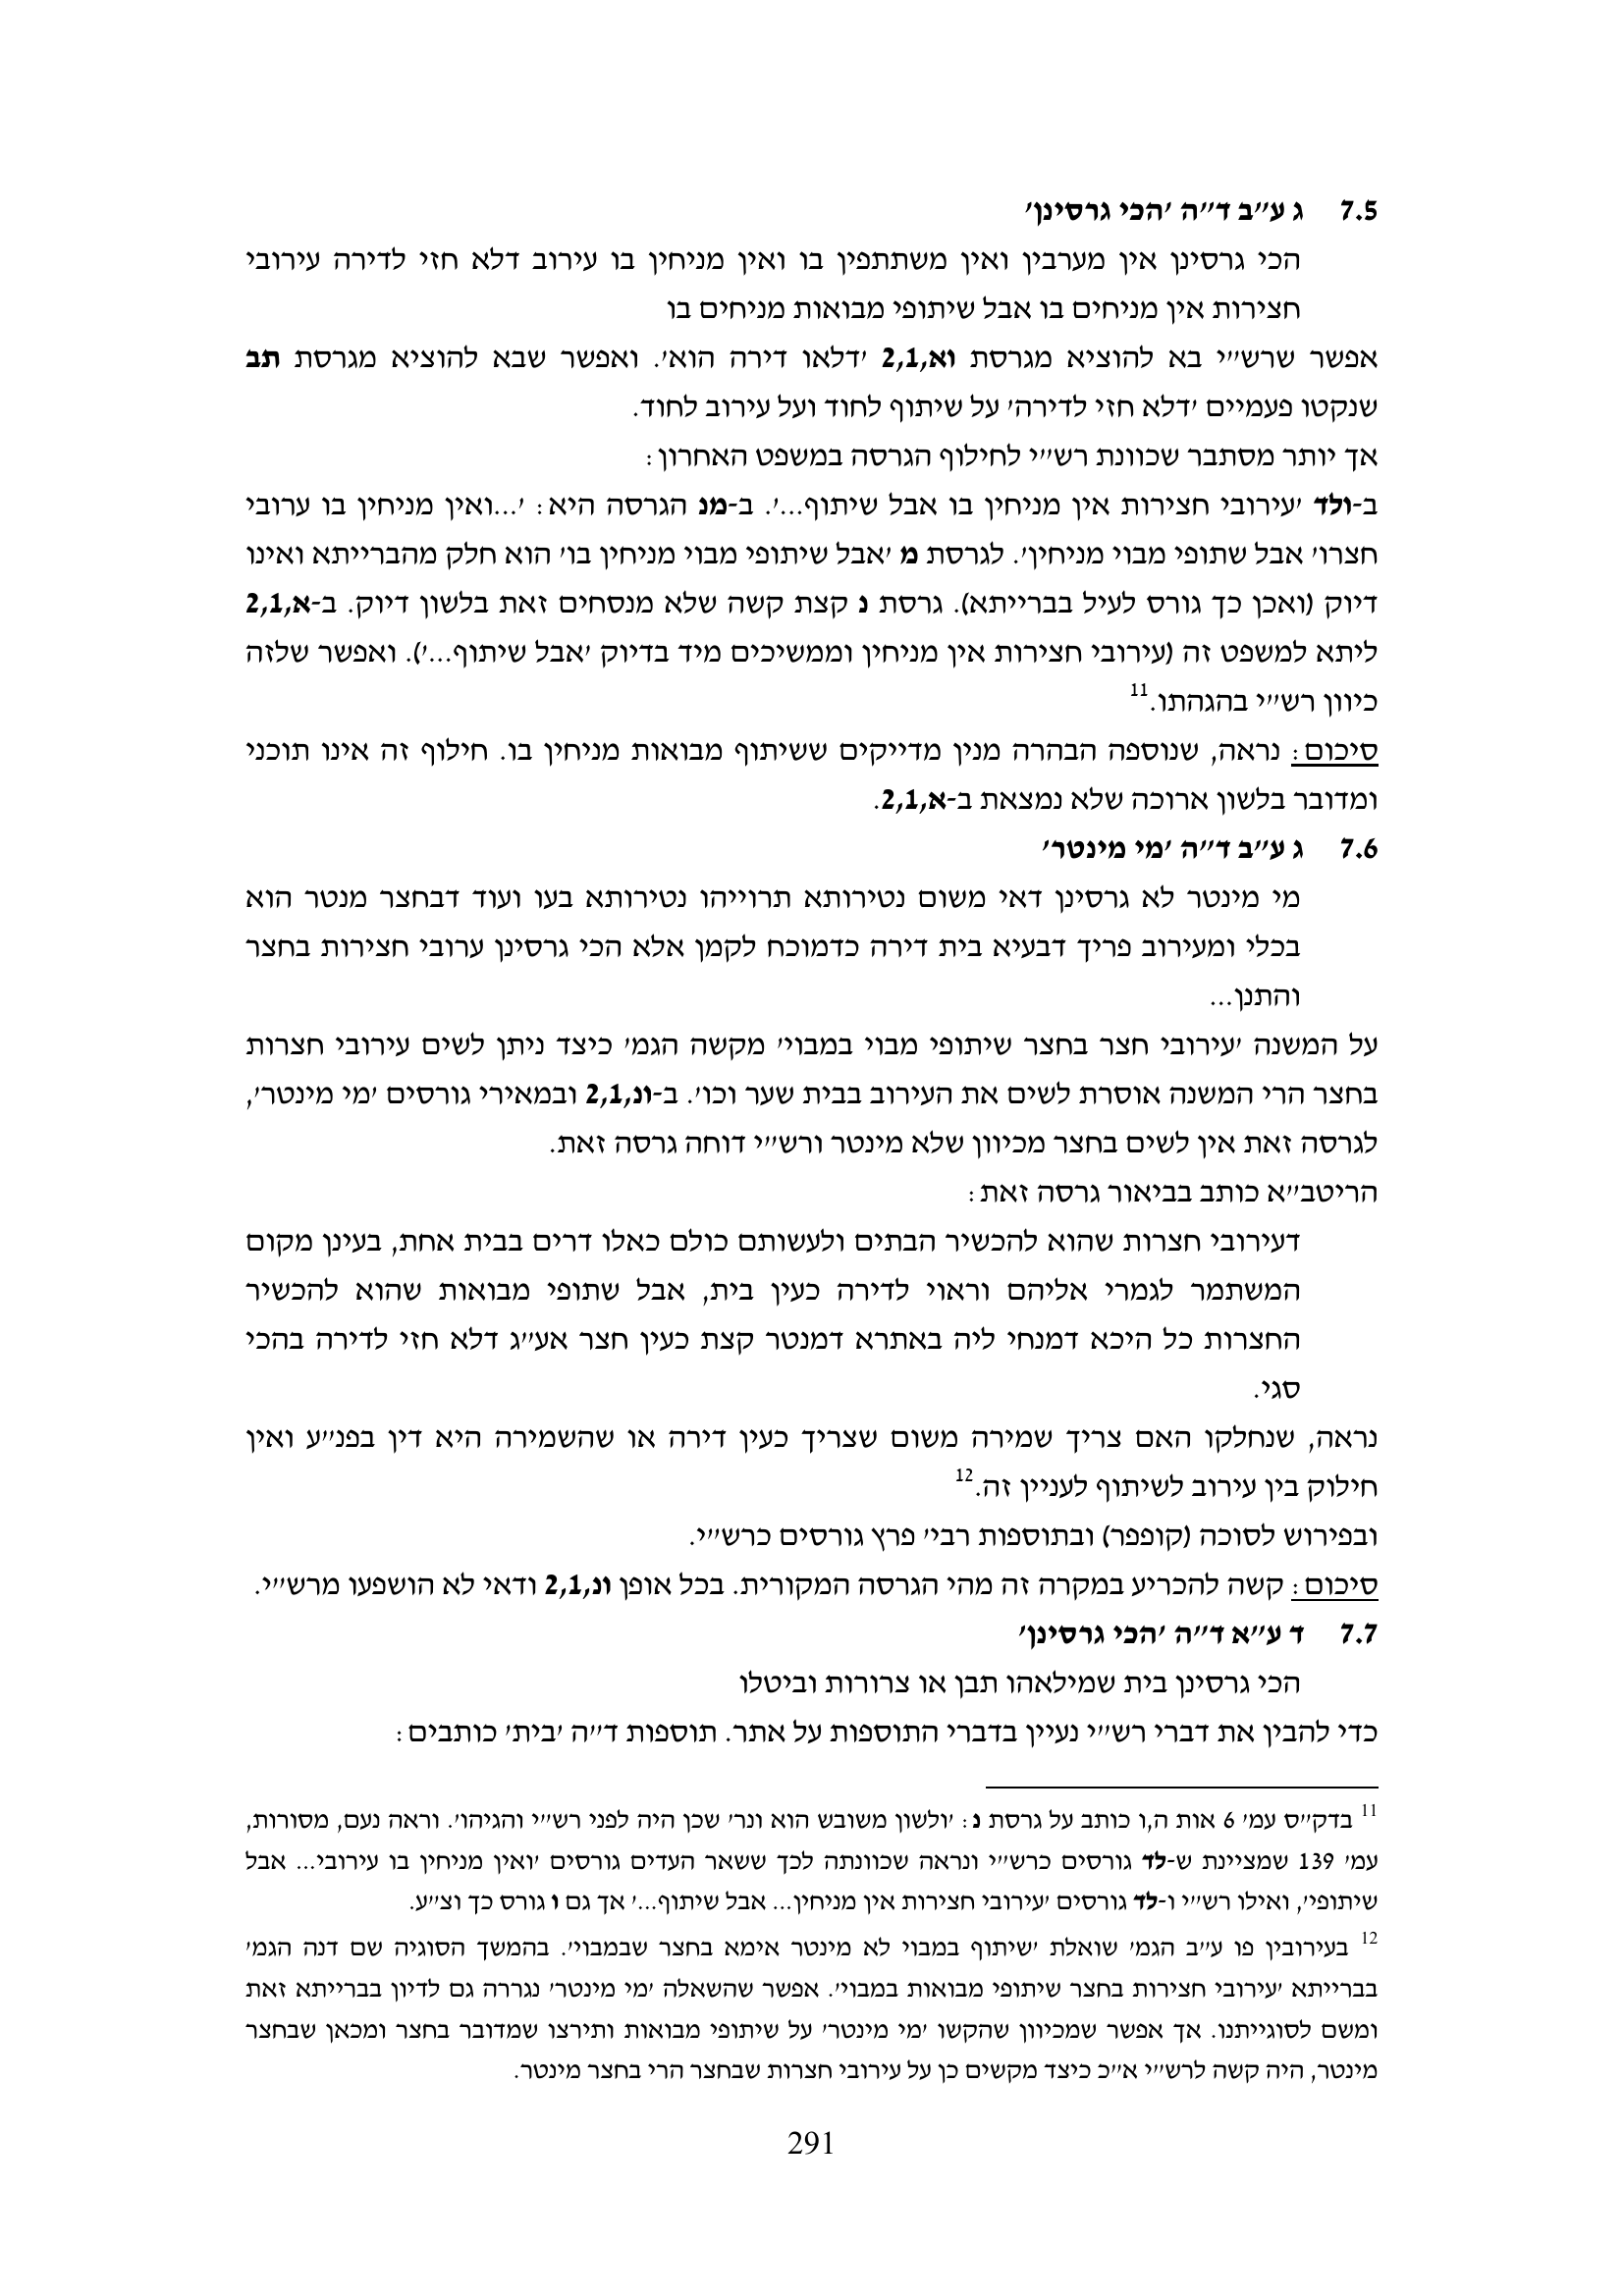 7.5 ג ע״ב ד״ה ׳הכי גרסינן׳
הכי גרסינן אין מערבין ואין משתתפין בו ואין מניחין בו עירוב דלא חזי לדירה עירובי
חצירות אין מניחים בו אבל שיתופי מבואות מניחים בו
אפשר שרש״י בא להוציא מגרסת וא,2,1 ׳דלאו דירה הוא׳. ואפשר שבא להוציא מגרסת תב
שנקטו פעמיים ׳דלא חזי לדירה׳ על שיתוף לחוד ועל עירוב לחוד.
אך יותר מסתבר שכוונת רש״י לחילוף הגרסה במשפט האחרון:
ב-ולד ׳עירובי חצירות אין מניחין בו אבל שיתוף...׳. ב-מנ הגרסה היא: ׳...ואין מניחין בו ערובי
חצרו׳ אבל שתופי מבוי מניחין׳. לגרסת מ ׳אבל שיתופי מבוי מניחין בו׳ הוא חלק מהברייתא ואינו
דיוק (ואכן כך גורס לעיל בברייתא). גרסת נ קצת קשה שלא מנסחים זאת בלשון דיוק. ב-א,2,1
ליתא למשפט זה (עירובי חצירות אין מניחין וממשיכים מיד בדיוק ׳אבל שיתוף...׳). ואפשר שלזה
כיוון רש״י בהגהתו.11
סיכום: נראה, שנוספה הבהרה מנין מדייקים ששיתוף מבואות מניחין בו. חילוף זה אינו תוכני
ומדובר בלשון ארוכה שלא נמצאת ב-א,2,1.
7.6 ג ע״ב ד״ה ׳מי מינטר׳
מי מינטר לא גרסינן דאי משום נטירותא תרוייהו נטירותא בעו ועוד דבחצר מנטר הוא
בכלי ומעירוב פריך דבעיא בית דירה כדמוכח לקמן אלא הכי גרסינן ערובי חצירות בחצר
והתנן...
על המשנה ׳עירובי חצר בחצר שיתופי מבוי במבוי׳ מקשה הגמ׳ כיצד ניתן לשים עירובי חצרות
בחצר הרי המשנה אוסרת לשים את העירוב בבית שער וכו׳. ב-ונ,2,1 ובמאירי גורסים ׳מי מינטר׳,
לגרסה זאת אין לשים בחצר מכיוון שלא מינטר ורש״י דוחה גרסה זאת.
הריטב״א כותב בביאור גרסה זאת:
דעירובי חצרות שהוא להכשיר הבתים ולעשותם כולם כאלו דרים בבית אחת, בעינן מקום
המשתמר לגמרי אליהם וראוי לדירה כעין בית, אבל שתופי מבואות שהוא להכשיר
החצרות כל היכא דמנחי ליה באתרא דמנטר קצת כעין חצר אע״ג דלא חזי לדירה בהכי
סגי.
נראה, שנחלקו האם צריך שמירה משום שצריך כעין דירה או שהשמירה היא דין בפנ״ע ואין
חילוק בין עירוב לשיתוף לעניין זה.12
ובפירוש לסוכה (קופפר) ובתוספות רבי׳ פרץ גורסים כרש״י.
סיכום: קשה להכריע במקרה זה מהי הגרסה המקורית. בכל אופן ונ,2,1 ודאי לא הושפעו מרש״י.
7.7 ד ע״א ד״ה ׳הכי גרסינן׳
הכי גרסינן בית שמילאהו תבן או צרורות וביטלו
כדי להבין את דברי רש״י נעיין בדברי התוספות על אתר. תוספות ד״ה ׳בית׳ כותבים:
11 בדק״ס עמ׳ 6 אות ה,ו כותב על גרסת נ: ׳ולשון משובש הוא ונר׳ שכן היה לפני רש״י והגיהו׳. וראה נעם, מסורות,
עמ׳ 139 שמציינת ש-לד גורסים כרש״י ונראה שכוונתה לכך ששאר העדים גורסים ׳ואין מניחין בו עירובי... אבל
שיתופי׳, ואילו רש״י ו-לד גורסים ׳עירובי חצירות אין מניחין... אבל שיתוף...׳ אך גם ו גורס כך וצ״ע.
12 בעירובין פו ע״ב הגמ׳ שואלת ׳שיתוף במבוי לא מינטר אימא בחצר שבמבוי׳. בהמשך הסוגיה שם דנה הגמ׳
בברייתא ׳עירובי חצירות בחצר שיתופי מבואות במבוי׳. אפשר שהשאלה ׳מי מינטר׳ נגררה גם לדיון בברייתא זאת
ומשם לסוגייתנו. אך אפשר שמכיוון שהקשו ׳מי מינטר׳ על שיתופי מבואות ותירצו שמדובר בחצר ומכאן שבחצר
מינטר, היה קשה לרש״י א״כ כיצד מקשים כן על עירובי חצרות שבחצר הרי בחצר מינטר.
291